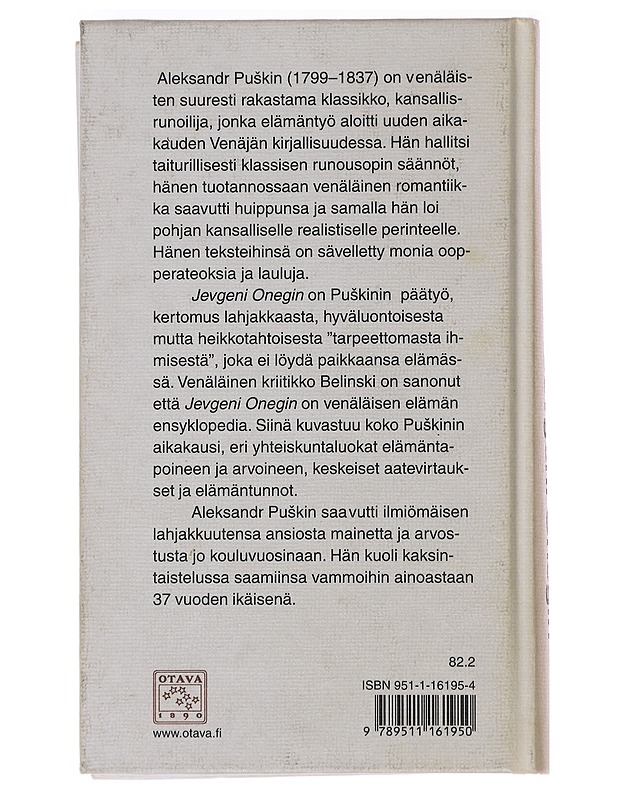 Aleksandr Puškin (1799–1837) on venäläis-
ten suuresti rakastama klassikko, kansallis-
runoilija, jonka elämäntyö aloitti uuden aika-
kauden Venäjän kirjallisuudessa. Hän hallitsi
taiturillisesti klassisen runousopin säännöt,
hänen tuotannossaan venäläinen romantiik-
ka saavutti huippunsa ja samalla hän loi
pohjan kansalliselle realistiselle perinteelle.
Hänen teksteihinsä on sävelletty monia oop-
perateoksia ja lauluja.
Jevgeni Onegin on Puškinin päätyö,
kertomus lahjakkaasta, hyväluontoisesta
mutta heikkotahtoisesta ”tarpeettomasta ih-
misestä”, joka ei löydä paikkaansa elämäs-
sä. Venäläinen kriitikko Belinski on sanonut
että Jevgeni Onegin on venäläisen elämän
ensyklopedia. Siinä kuvastuu koko Puškinin
aikakausi, eri yhteiskuntaluokat elämänta-
poineen ja arvoineen, keskeiset aatevirtauk-
set ja elämäntunnot.
Aleksandr Puškin saavutti ilmiömäisen
lahjakkuutensa ansiosta mainetta ja arvos-
tusta jo kouluvuosinaan. Hän kuoli kaksin-
taistelussa saamiinsa vammoihin ainoastaan
37 vuoden ikäisenä.
82.2
ISBN 951-1-16195-4
9 789511 161950
OTAVA
1890
www.otava.fi